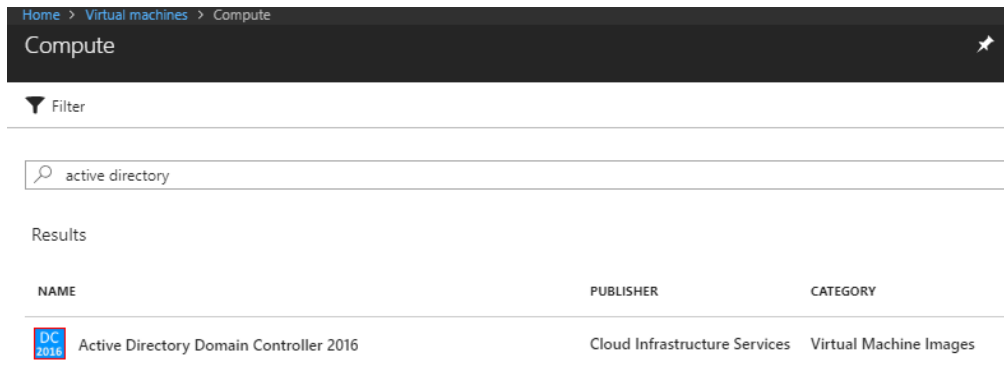 Home > Virtual machines > Compute
Compute
Filter
active directory
Results
NAME PUBLISHER CATEGORY
DC
2016
Active Directory Domain Controller 2016 Cloud Infrastructure Services Virtual Machine Images